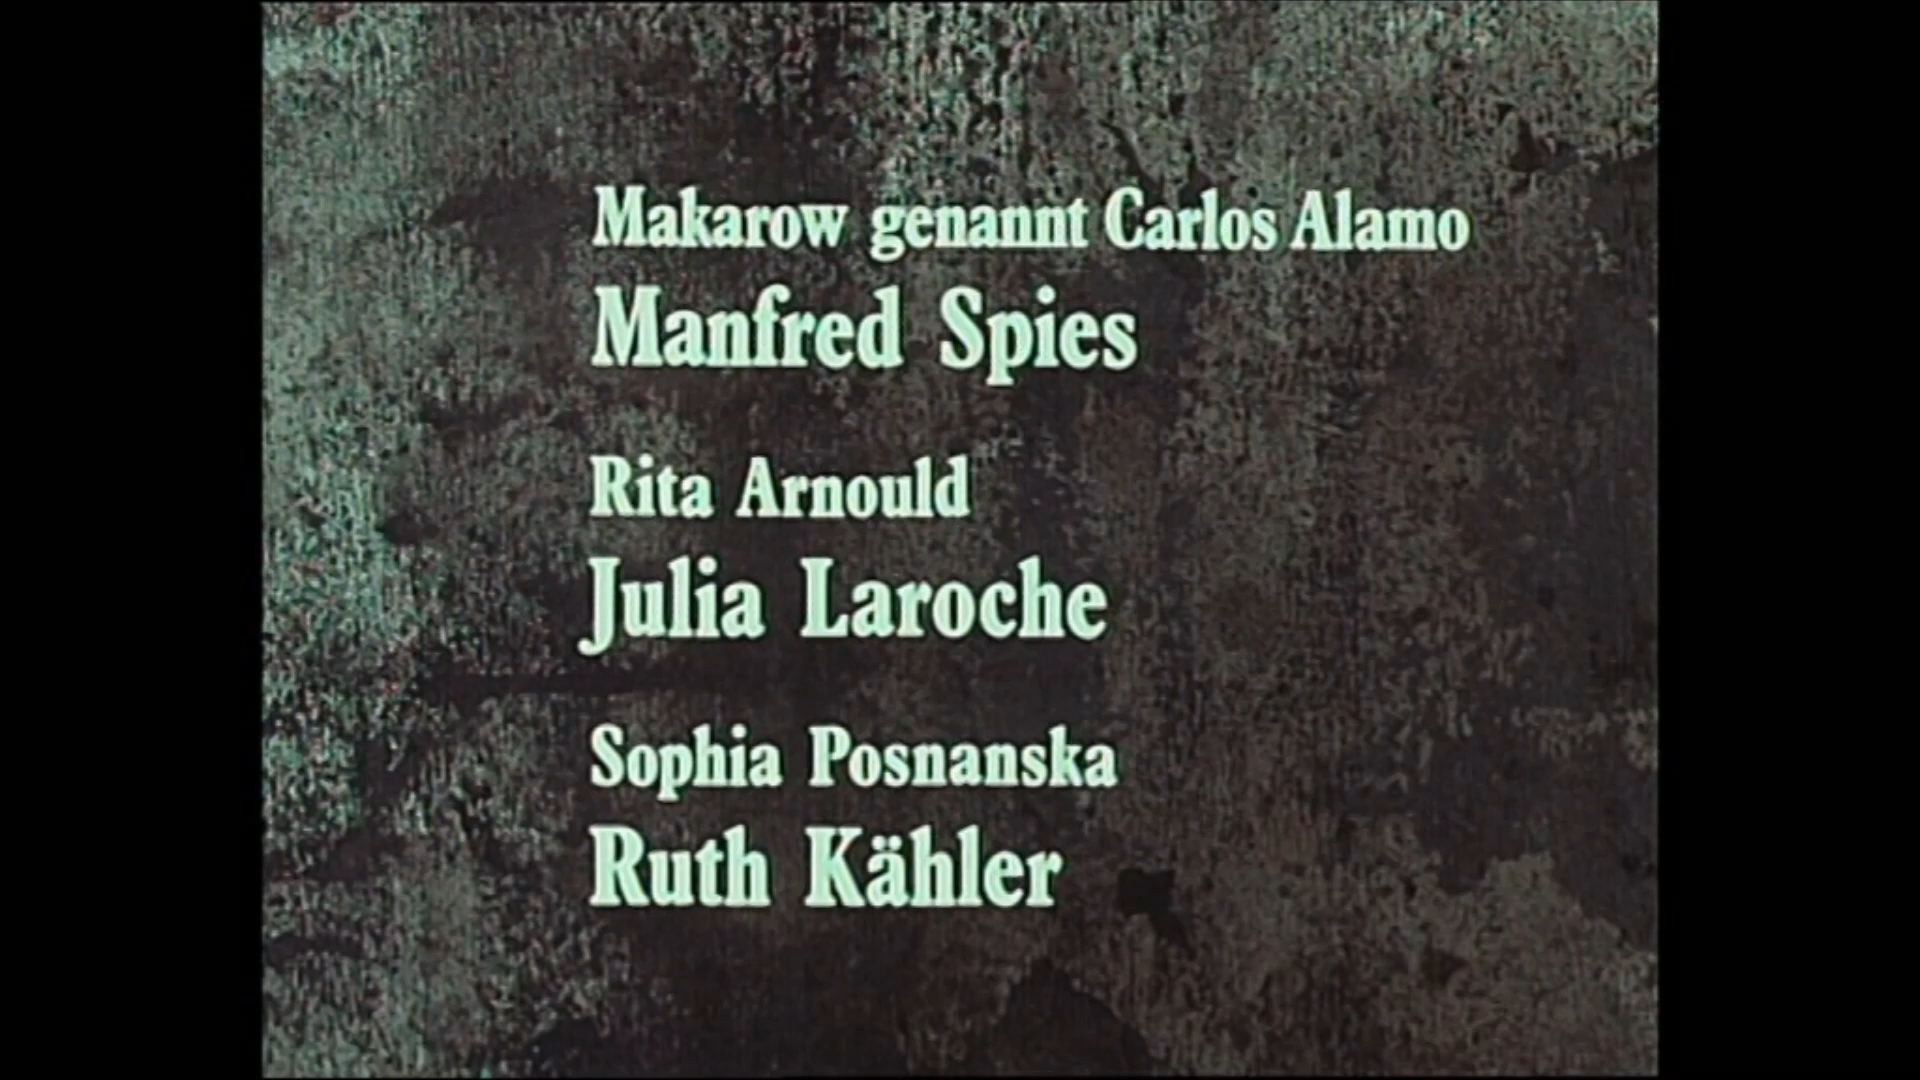 Makarow genannt Carlos Alamo
Manfred Spies
Rita Arnould
Julia Laroche
Sophia Posnanska
Ruth Kähler